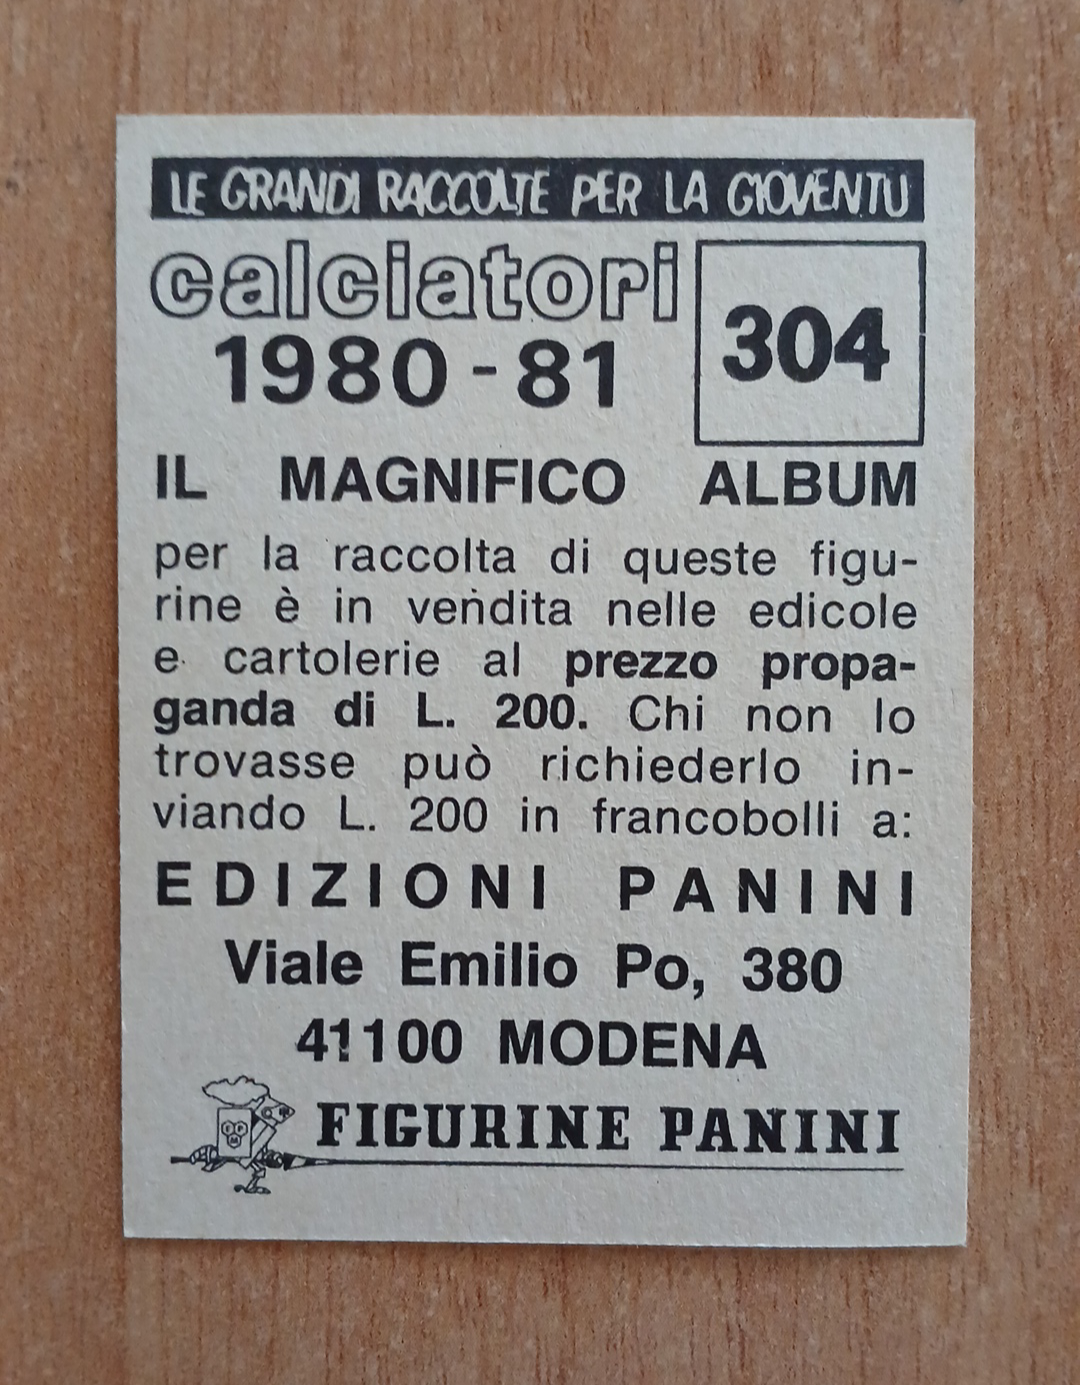 LE GRANDI RACCOLTE PER LA GIOVENTU
calciatori
1980-81
304
IL MAGNIFICO ALBUM
per la raccolta di queste figu-
rine è in vendita nelle edicole
e cartolerie al prezzo propa-
ganda di L. 200. Chi non lo
trovasse può richiederlo in-
viando L. 200 in francobolli a:
EDIZIONI PANINI
Viale Emilio Po, 380
41100 MODENA
FIGURINE PANINI